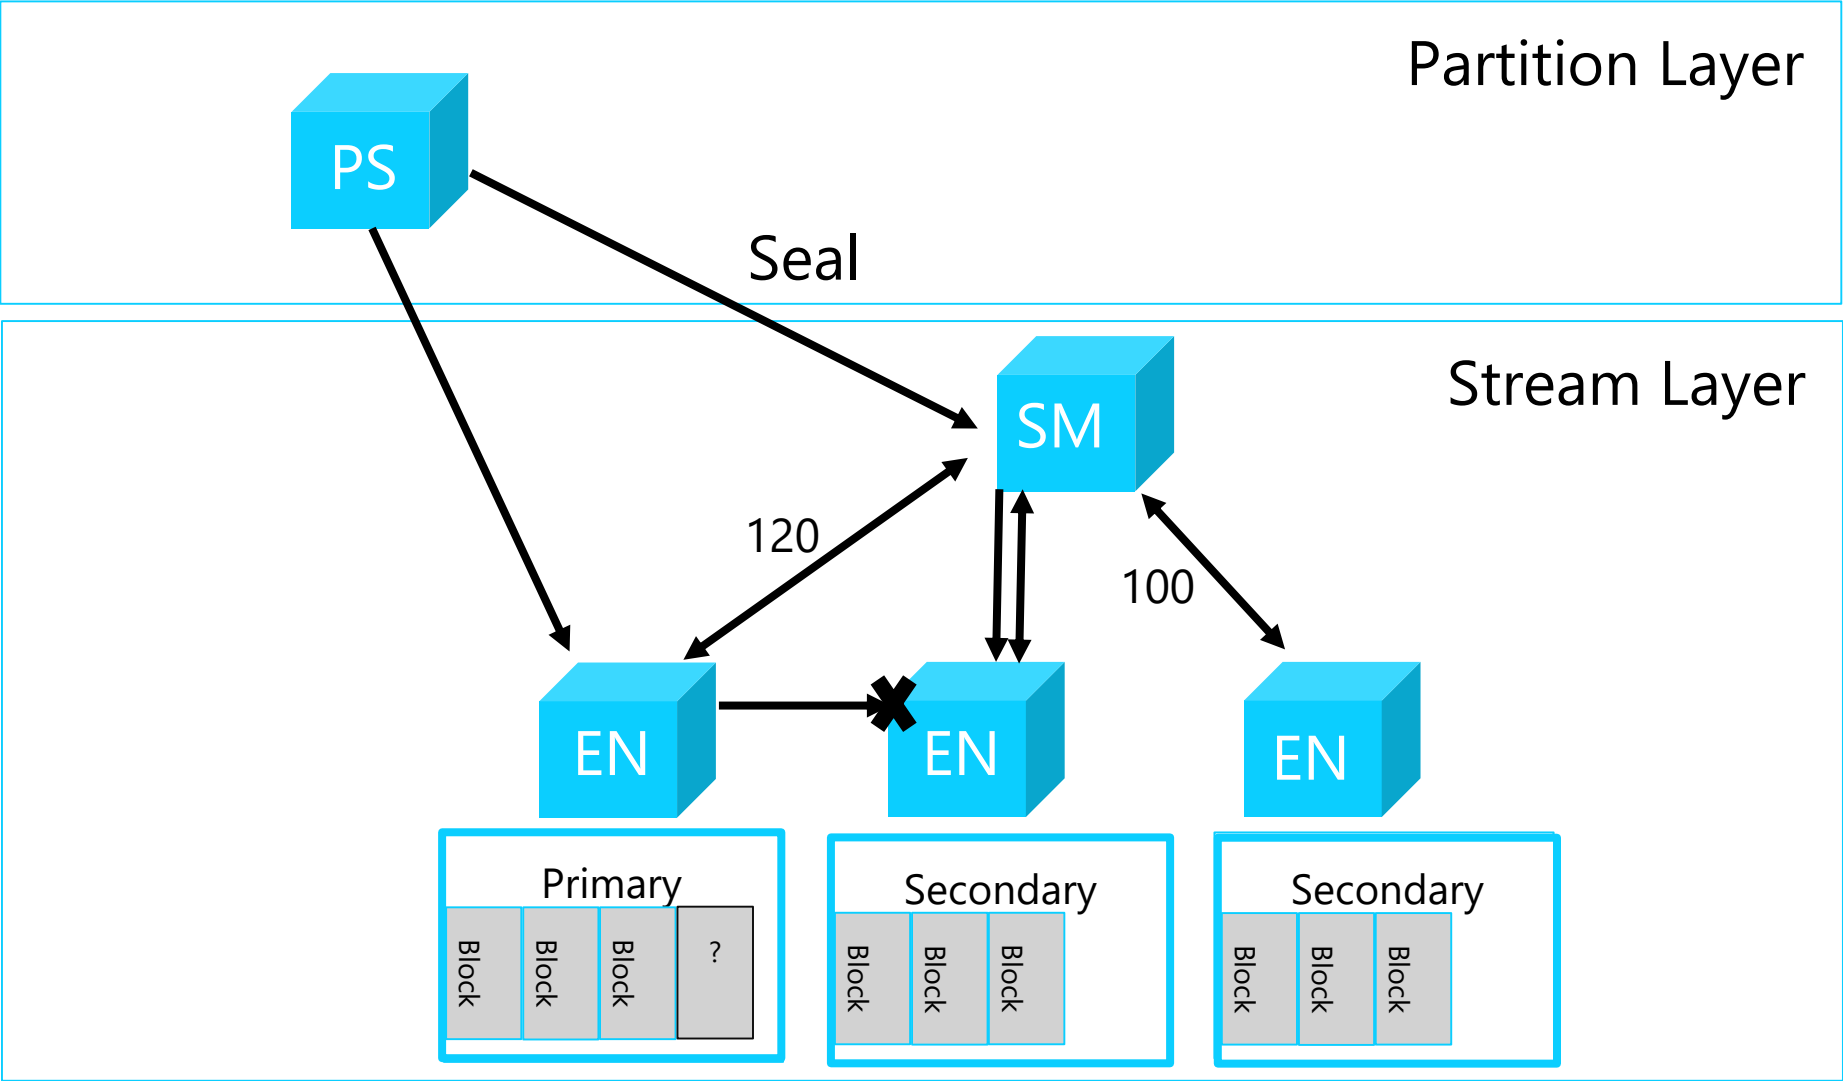 Partition Layer
PS
Seal
Stream Layer
SM
120
100
EN
EN
EN
Primary
Secondary
Secondary
Block
Block
Block
?
Block
Block
Block
Block
Block
Block